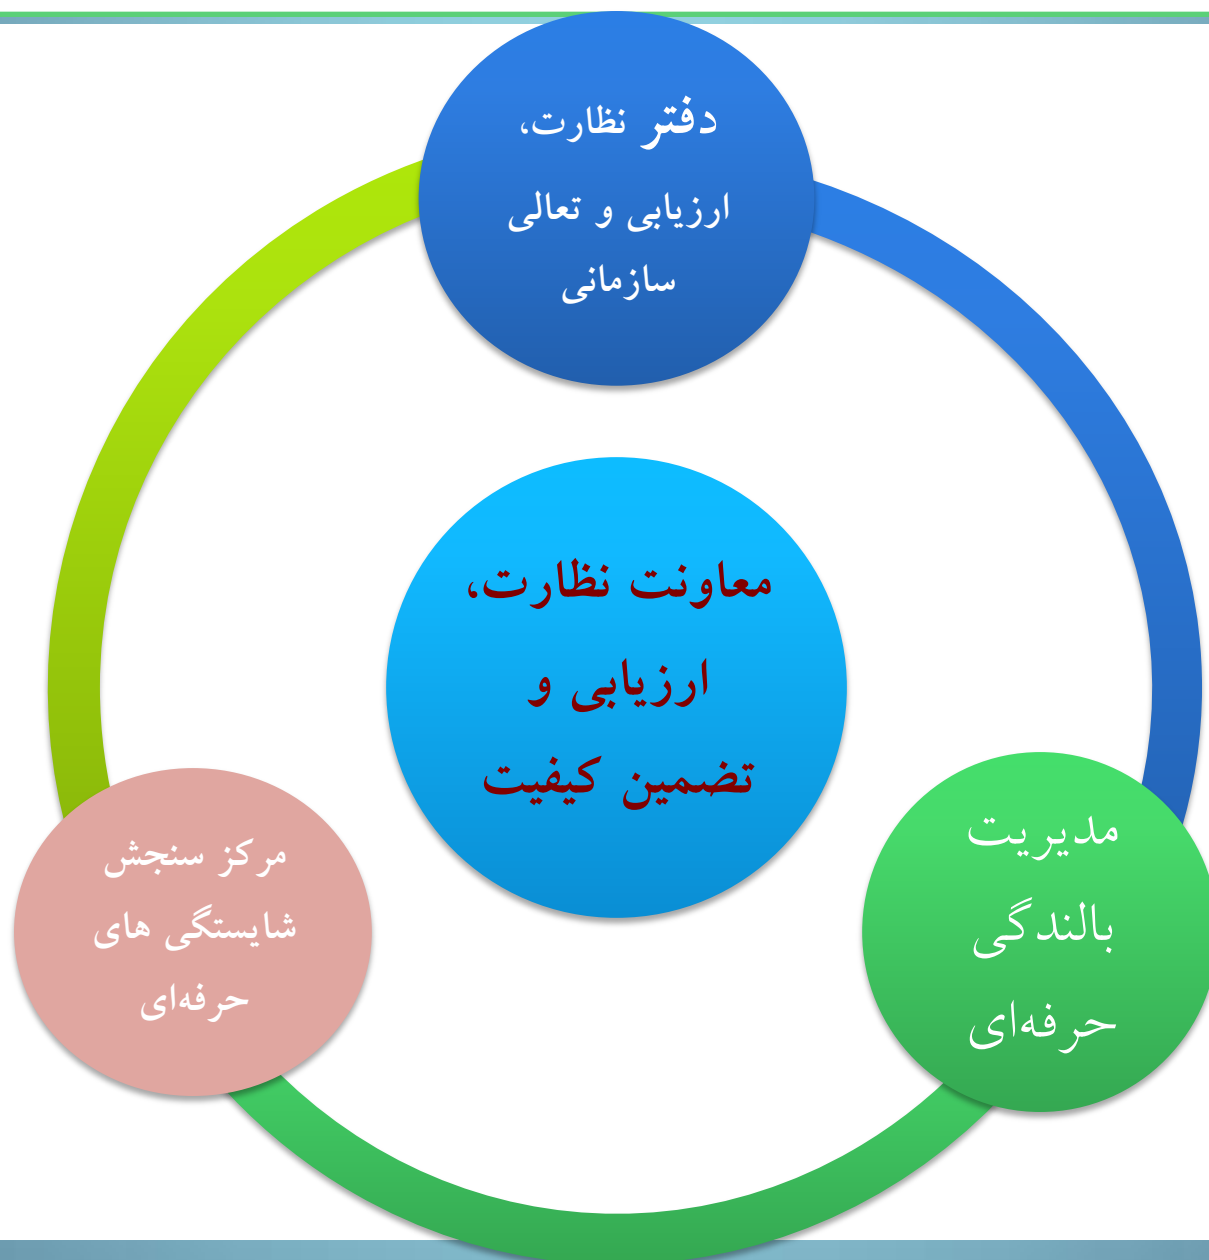 دفتر نظارت،
ارزیابی و تعالی
سازمانی
معاونت نظارت،
ارزیابی و
تضمین کیفیت
مدیریت
بالندگی
حرفه‌ای
مرکز سنجش
شایستگی های
حرفه‌ای